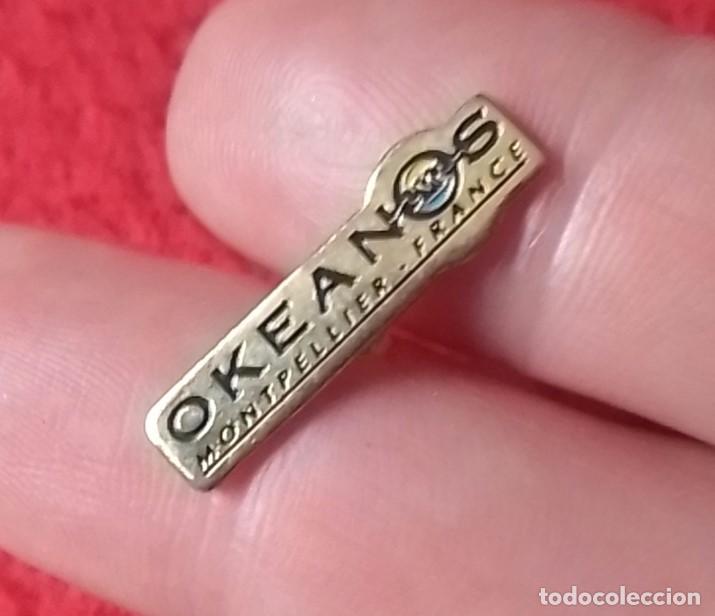 OKEANOS
MONTPELLIER - FRANCE
todocoleccion